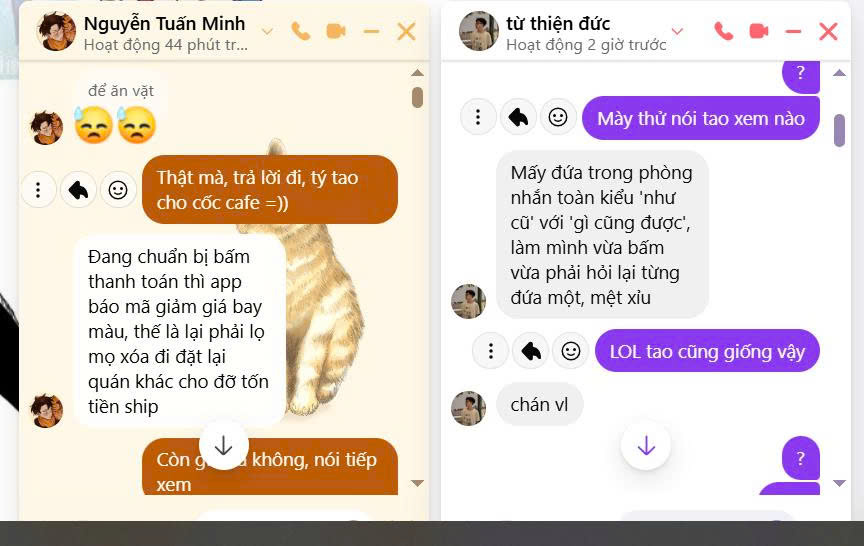 Nguyễn Tuấn Minh
Hoạt động 44 phút tr...
để ăn vặt
Thật mà, trả lời đi, tý tao
cho cốc cafe =))
Đang chuẩn bị bấm
thanh toán thì app
báo mã giảm giá bay
màu, thế là lại phải lọ
mọ xóa đi đặt lại
quán khác cho đỡ tốn
tiền ship
Còn không, nói tiếp
xem
từ thiện đức
Hoạt động 2 giờ trước
?
Mày thử nói tao xem nào
Mấy đứa trong phòng
nhắn toàn kiểu 'như
cũ' với 'gì cũng được',
làm mình vừa bấm
vừa phải hỏi lại từng
đứa một, mệt xỉu
LOL tao cũng giống vậy
chán vl
?